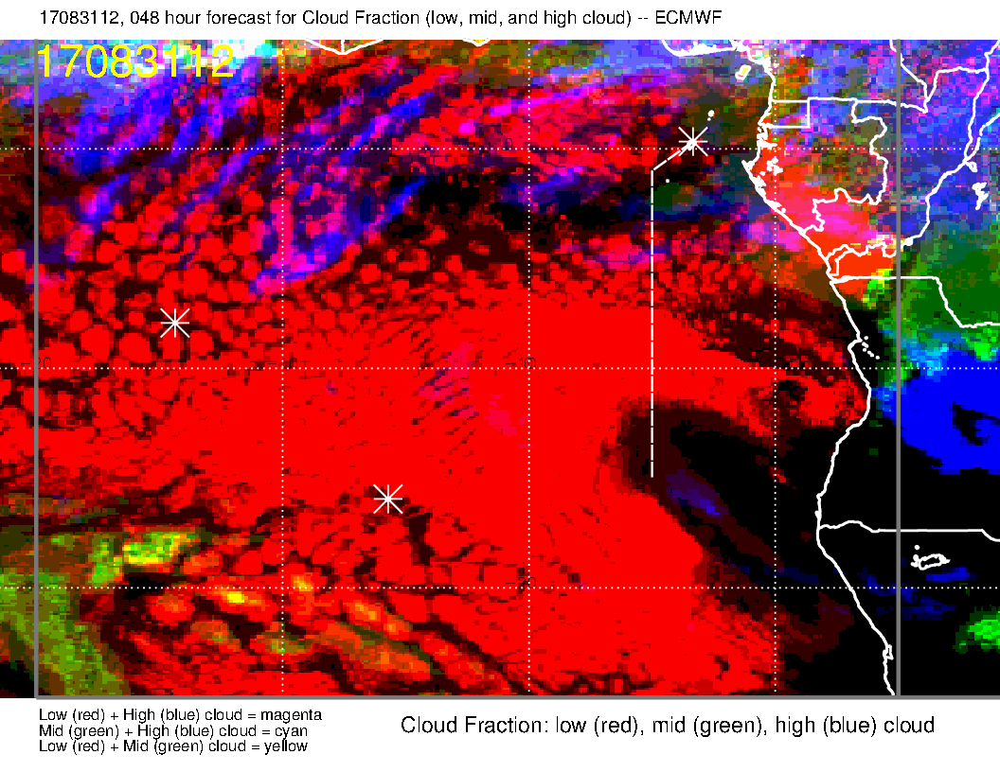 17083112, 048 hour forecast for Cloud Fraction (low, mid, and high cloud) -- ECMWF
17083112
Low (red) + High (blue) cloud = magenta
Mid (green) + High (blue) cloud = cyan
Low (red) + Mid (green) cloud = yellow
Cloud Fraction: low (red), mid (green), high (blue) cloud